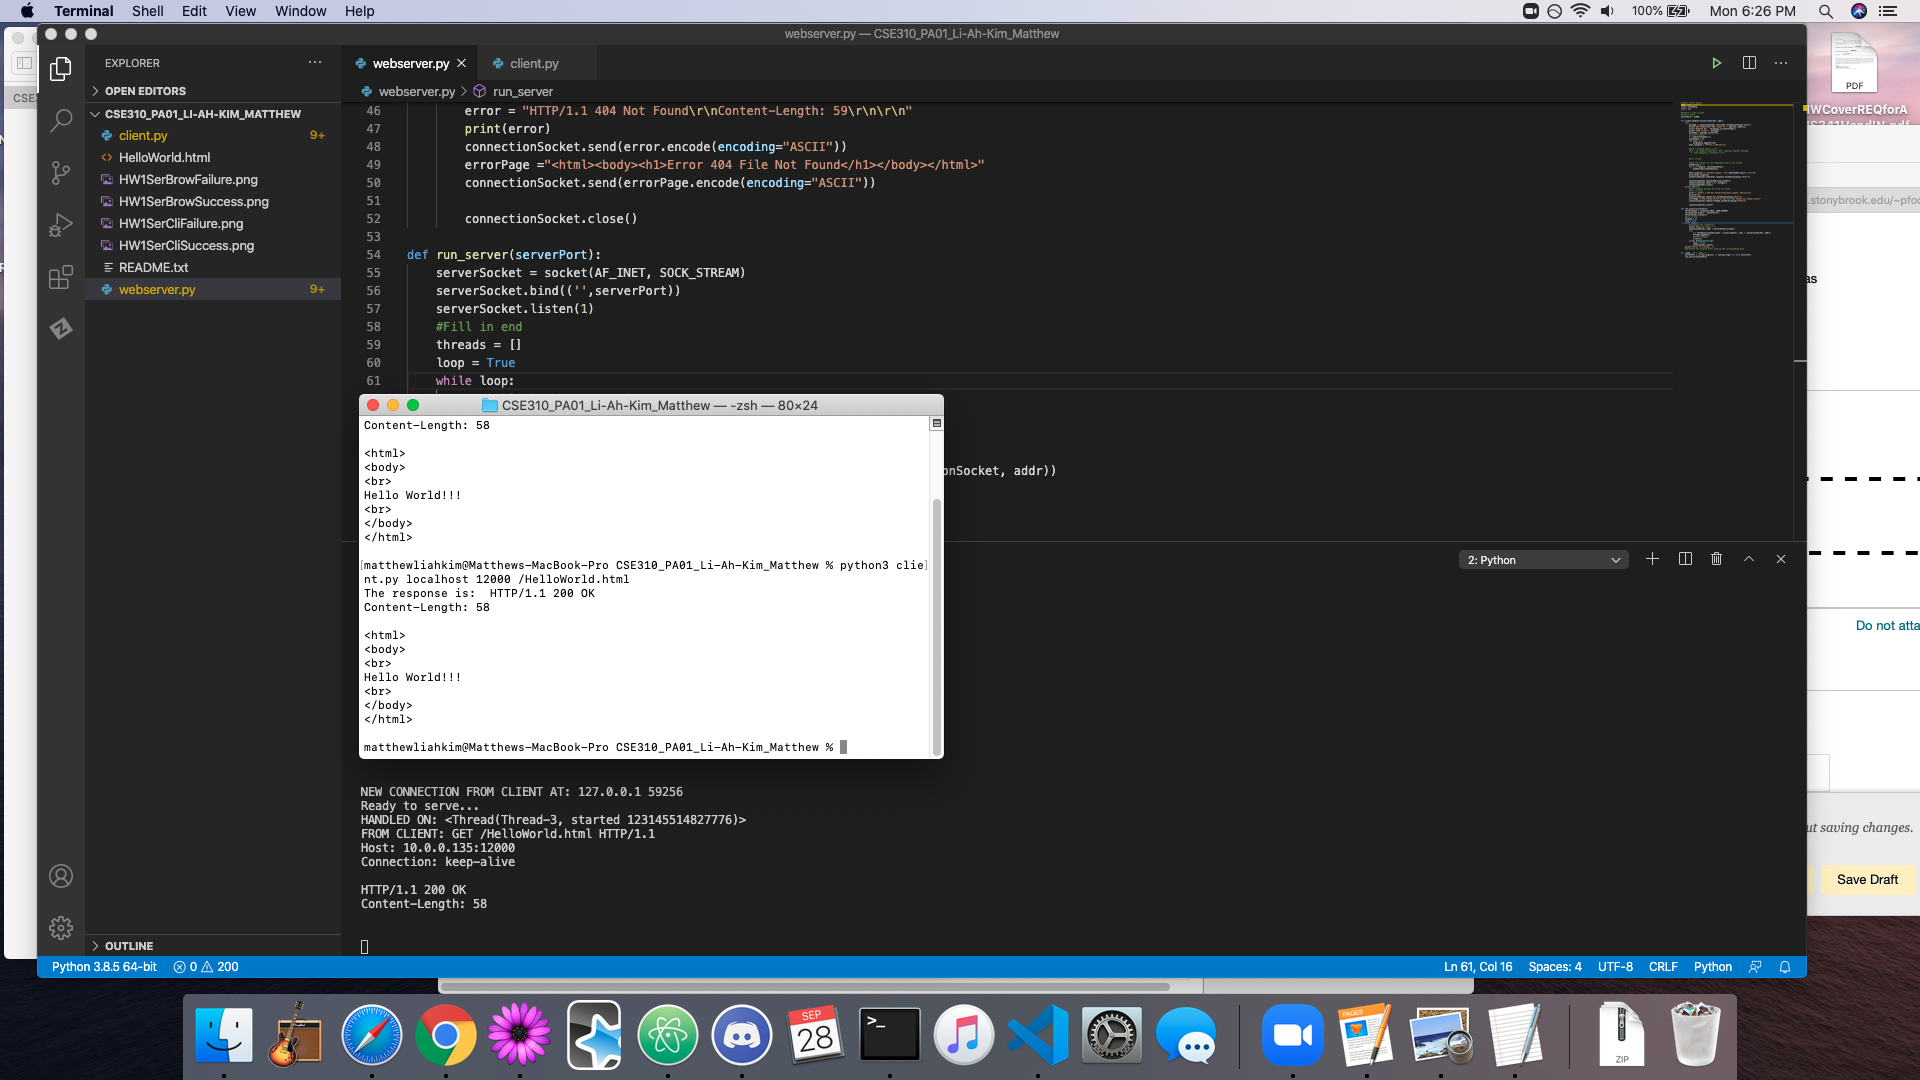 Terminal Shell Edit View Window Help 100% Mon 6:26 PM
webserver.py — CSE310_PA01_Li-Ah-Kim_Matthew
EXPLORER
OPEN EDITORS
CSE310_PA01_LI-AH-KIM_MATTHEW
client.py 9+
HelloWorld.html
HW1SerBrowFailure.png
HW1SerBrowSuccess.png
HW1SerCliFailure.png
HW1SerCliSuccess.png
README.txt
webserver.py 9+
OUTLINE
webserver.py client.py
webserver.py > run_server
46 error = "HTTP/1.1 404 Not Found\r\nContent-Length: 59\r\n\r\n"
47 print(error)
48 connectionSocket.send(error.encode(encoding="ASCII"))
49 errorPage ="<html><body><h1>Error 404 File Not Found</h1></body></html>"
50 connectionSocket.send(errorPage.encode(encoding="ASCII"))
51
52 connectionSocket.close()
53
54 def run_server(serverPort):
55 serverSocket = socket(AF_INET, SOCK_STREAM)
56 serverSocket.bind(('',serverPort))
57 serverSocket.listen(1)
58 #Fill in end
59 threads = []
60 loop = True
61 while loop:
onSocket, addr))
CSE310_PA01_Li-Ah-Kim_Matthew — -zsh — 80×24
Content-Length: 58
<html>
<body>
<br>
Hello World!!!
<br>
</body>
</html>
[matthewliahkim@Matthews-MacBook-Pro CSE310_PA01_Li-Ah-Kim_Matthew % python3 clie]
nt.py localhost 12000 /HelloWorld.html
The response is:  HTTP/1.1 200 OK
Content-Length: 58
<html>
<body>
<br>
Hello World!!!
<br>
</body>
</html>
matthewliahkim@Matthews-MacBook-Pro CSE310_PA01_Li-Ah-Kim_Matthew %
2: Python
NEW CONNECTION FROM CLIENT AT: 127.0.0.1 59256
Ready to serve...
HANDLED ON: <Thread(Thread-3, started 123145514827776)>
FROM CLIENT: GET /HelloWorld.html HTTP/1.1
Host: 10.0.0.135:12000
Connection: keep-alive
HTTP/1.1 200 OK
Content-Length: 58
Python 3.8.5 64-bit 0 200 Ln 61, Col 16 Spaces: 4 UTF-8 CRLF Python
CSE
PDF
WCoverREQforA
.stonybrook.edu/~pfoo
as
Do not atta
ut saving changes.
Save Draft
SEP
28
PAGES
ZIP